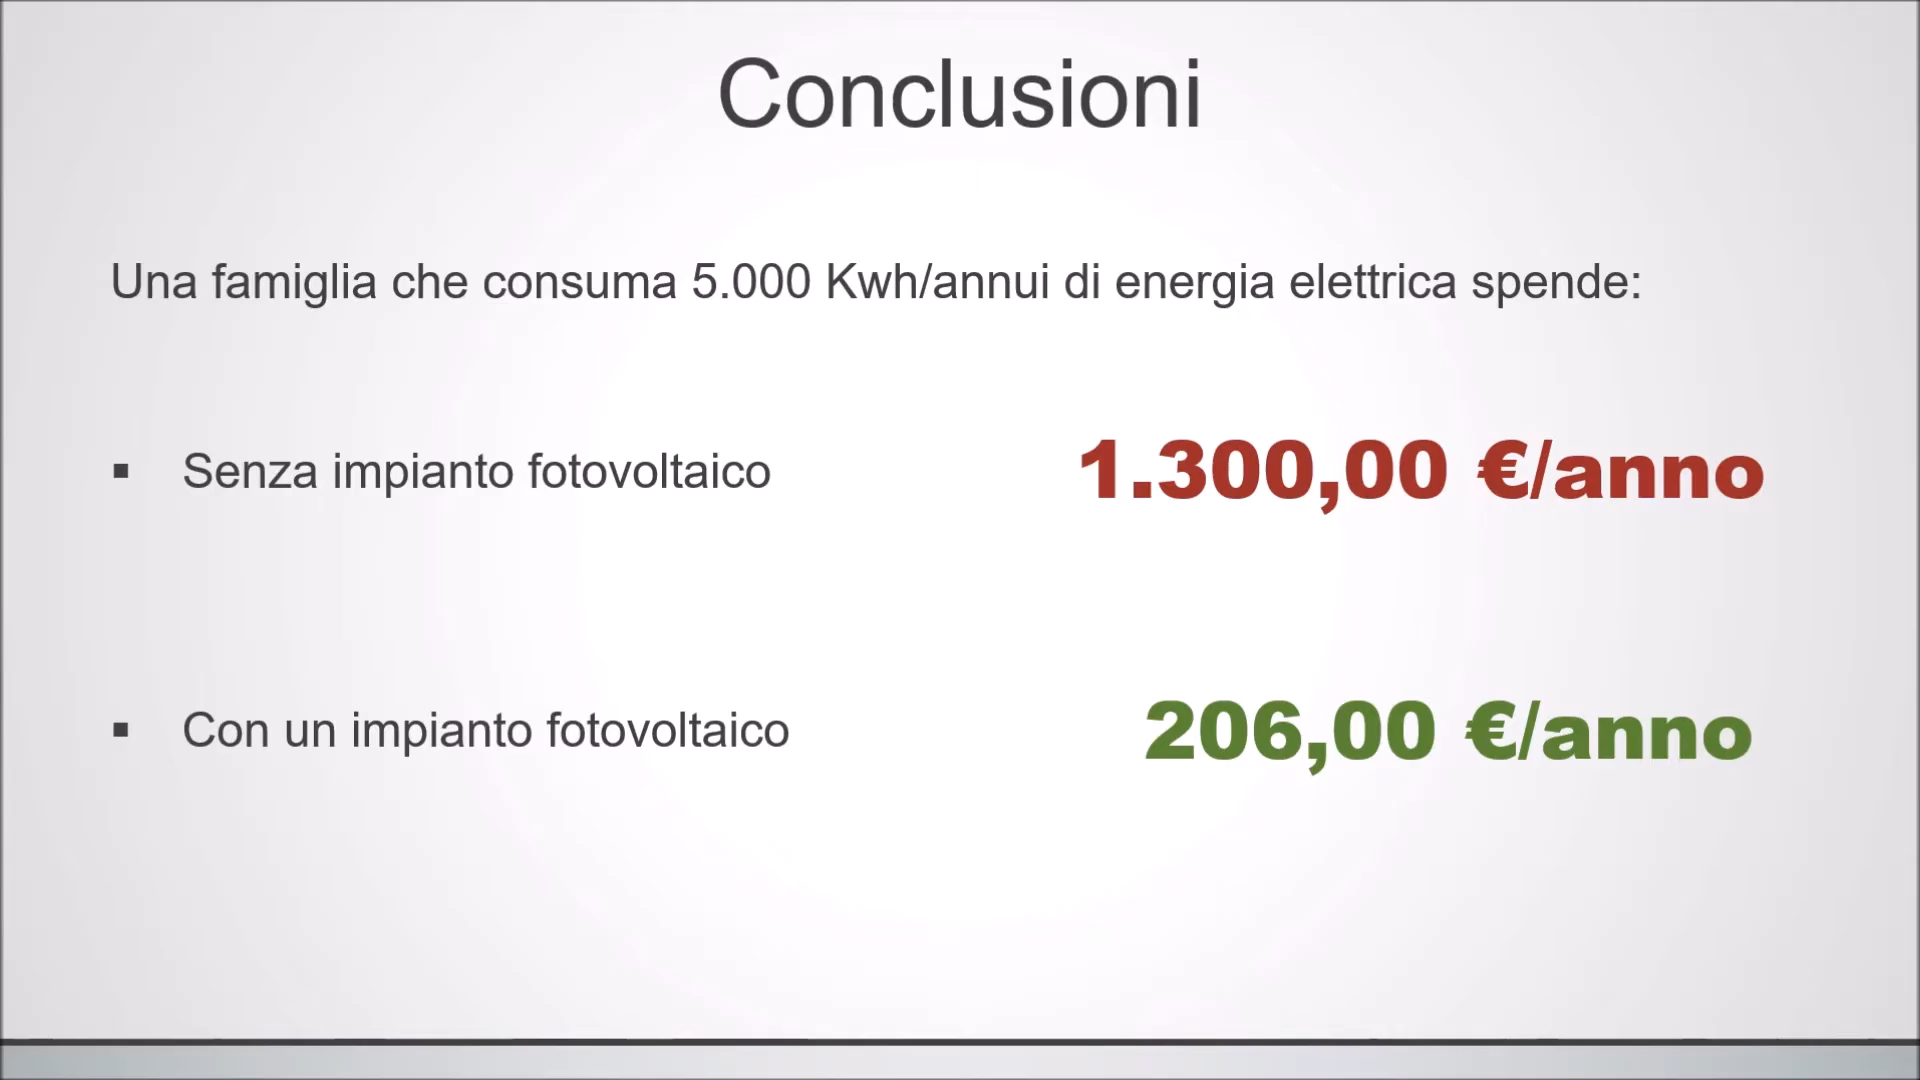 Conclusioni
Una famiglia che consuma 5.000 Kwh/annui di energia elettrica spende:
▪ Senza impianto fotovoltaico 1.300,00 €/anno
▪ Con un impianto fotovoltaico 206,00 €/anno